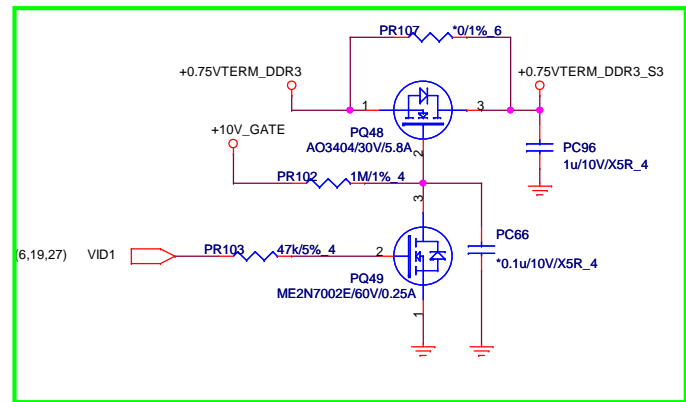 PR107 *0/1%_6
+0.75VTERM_DDR3
+0.75VTERM_DDR3_S3
1
3
+10V_GATE
PQ48
AO3404/30V/5.8A
2
PC96
1u/10V/X5R_4
PR102 1M/1%_4
3
PC66
*0.1u/10V/X5R_4
(6,19,27) VID1
PR103 47k/5%_4
2
PQ49
ME2N7002E/60V/0.25A
1